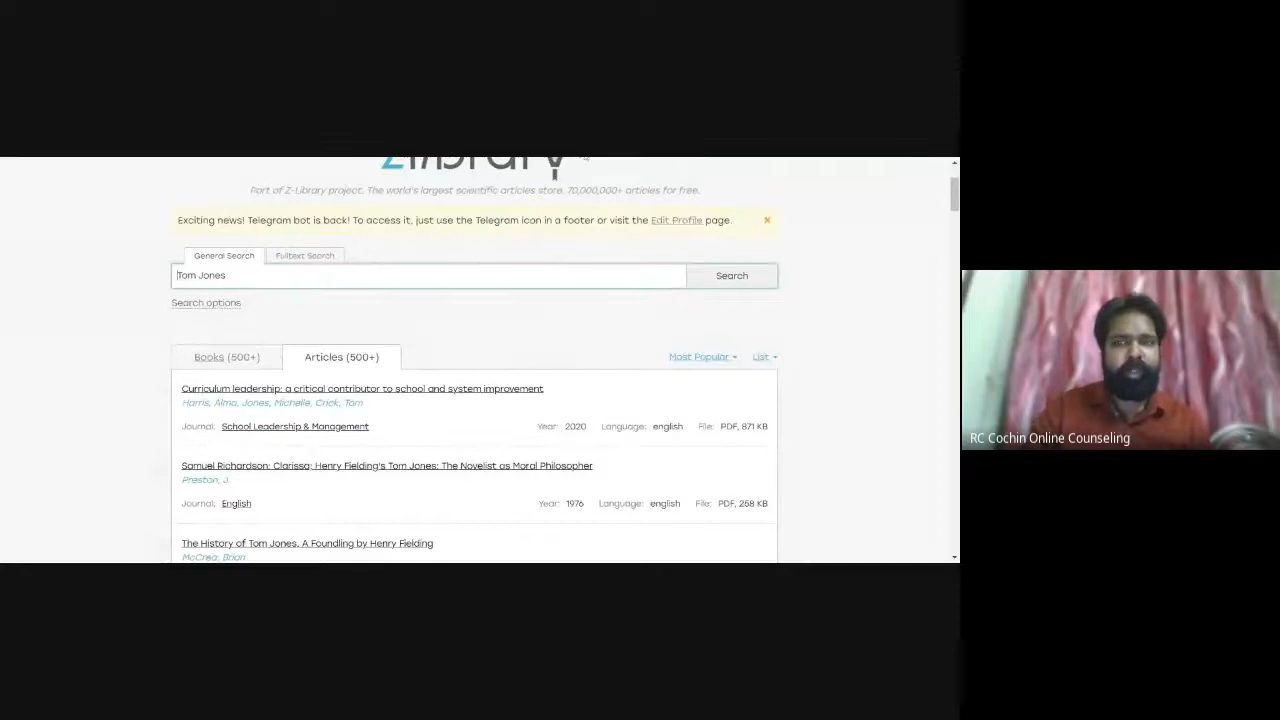 Zlibrary
Part of Z-Library project. The world's largest scientific articles store. 70,000,000+ articles for free.
Exciting news! Telegram bot is back! To access it, just use the Telegram icon in a footer or visit the Edit Profile page.
General Search Fulltext Search
Tom Jones Search
Search options
Books (500+) Articles (500+) Most Popular List
Curriculum leadership: a critical contributor to school and system improvement
Harris, Alma, Jones, Michelle, Crick, Tom
Journal: School Leadership & Management Year: 2020 Language: english File: PDF, 871 KB
Samuel Richardson: Clarissa; Henry Fielding's Tom Jones: The Novelist as Moral Philosopher
Preston, J.
Journal: English Year: 1976 Language: english File: PDF, 258 KB
The History of Tom Jones, A Foundling by Henry Fielding
McCrea, Brian
RC Cochin Online Counseling